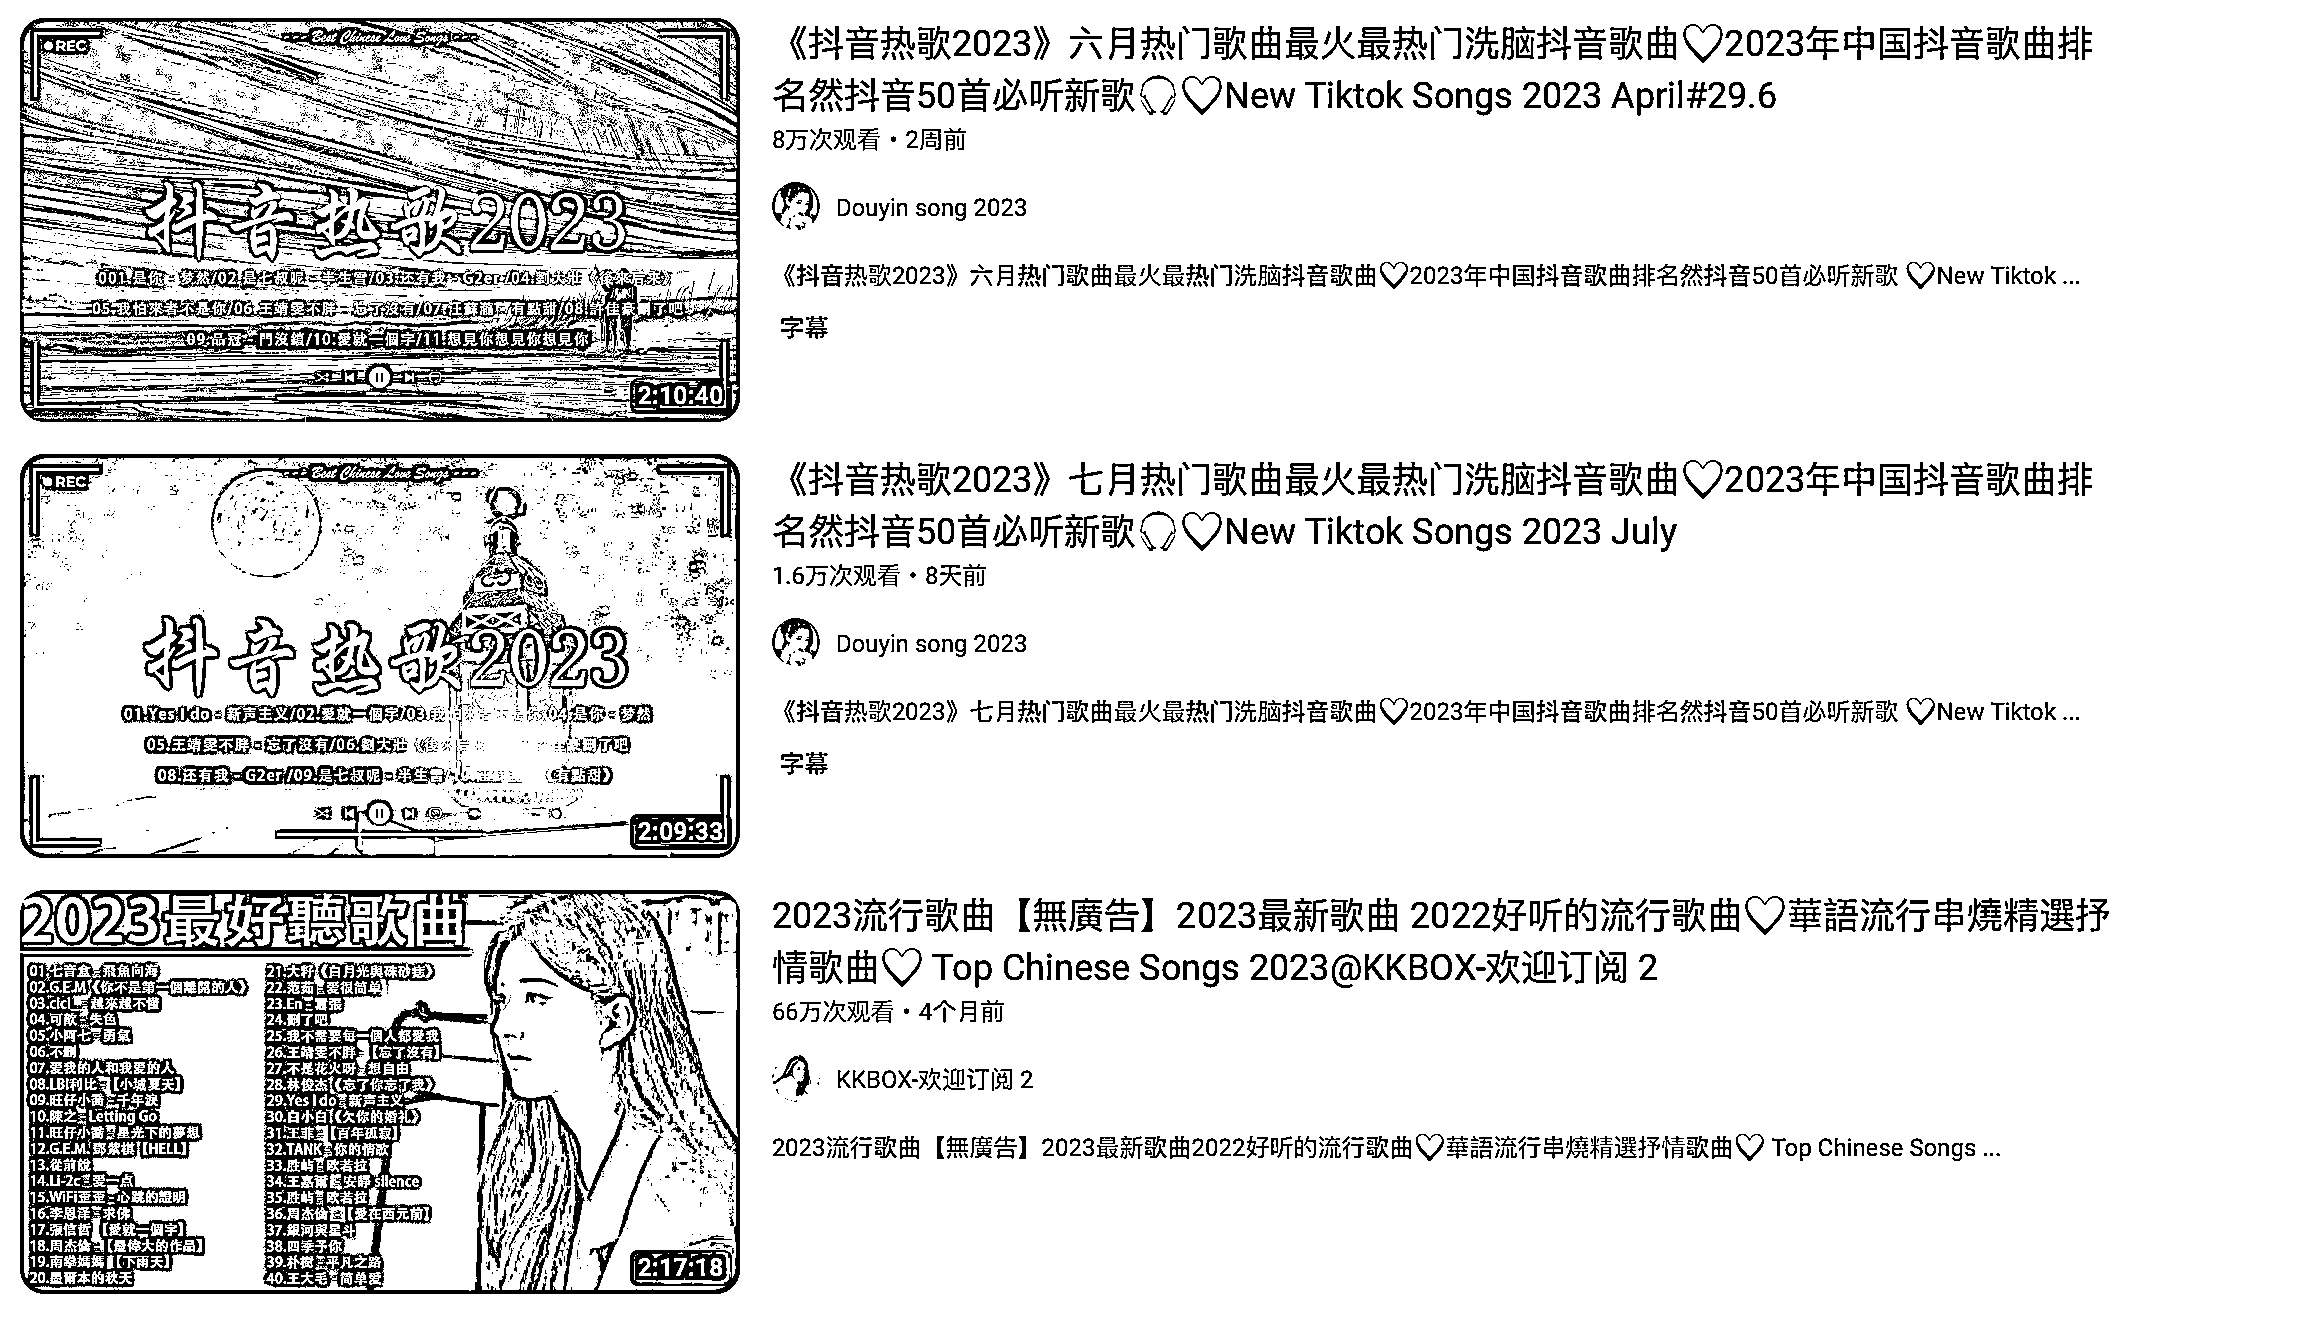 REC
Best Chinese Love Songs
抖音热歌2023
001.是你 - 梦然/02.是七叔呢 - 半生雪/03.还有我 - G2er/04.劉大壯《後來后来》
05.我怕來者不是你/06.王靖雯不胖 - 忘了沒有/07.汪蘇瀧 有點甜/08.許佳豪 删了吧
09.品冠 - 門沒鎖/10.愛就一個字/11.想見你想見你想見你
2:10:40
《抖音热歌2023》六月热门歌曲最火最热门洗脑抖音歌曲♡2023年中国抖音歌曲排
名然抖音50首必听新歌🎧♡New Tiktok Songs 2023 April#29.6
8万次观看・2周前
Douyin song 2023
《抖音热歌2023》六月热门歌曲最火最热门洗脑抖音歌曲♡2023年中国抖音歌曲排名然抖音50首必听新歌 ♡New Tiktok ...
字幕
REC
Best Chinese Love Songs
抖音热歌2023
01.Yes I do - 新声主义/02.愛就一個字/03.我 04.是你 - 梦然
05.王靖雯不胖 - 忘了沒有/06.劉大壯 了吧
08.还有我 - G2er/09.是七叔呢 - 半生雪 《有點甜》
2:09:33
《抖音热歌2023》七月热门歌曲最火最热门洗脑抖音歌曲♡2023年中国抖音歌曲排
名然抖音50首必听新歌🎧♡New Tiktok Songs 2023 July
1.6万次观看・8天前
Douyin song 2023
《抖音热歌2023》七月热门歌曲最火最热门洗脑抖音歌曲♡2023年中国抖音歌曲排名然抖音50首必听新歌 ♡New Tiktok ...
字幕
2023最好聽歌曲
01.七音盒 - 飛魚向海
02.G.E.M.《你不是第一個離開的人》
03.cici_ - 越來越不懂
04.可歆 - 失色
05.小阿七 - 勇氣
06.不删
07.爱我的人和我爱的人
08.LBI利比 -【小城夏天】
09.旺仔小喬 - 千年淚
10.陳之 - Letting Go
11.旺仔小喬 - 星光下的夢想
12.G.E.M. 鄧紫棋【HELL】
13.從前說
14.Li-2c - 爱一点
15.WiFi歪歪 - 心跳的證明
16.李恩泽 - 求佛
17.張信哲【愛就一個字】
18.周杰倫 -【最偉大的作品】
19.南拳媽媽【下雨天】
20.墨爾本的秋天
21.大籽《白月光與硃砂痣》
22.范茹 - 爱很简单
23.En - 囂張
24.删了吧
25.我不需要每一個人都愛我
26.王靖雯不胖 -【忘了沒有】
27.不是花火呀 - 想自由
28.林俊杰《忘了你忘了我》
29.Yes I do - 新声主义
30.白小白《欠你的婚礼》
31.王菲 -【百年孤寂】
32.TANK - 你的情歌
33.胜屿 - 欧若拉
34.王嘉爾 - 安靜 silence
35.胜屿 - 欧若拉
36.周杰倫 -【愛在西元前】
37.銀河與星斗
38.四季予你
39.朴树 - 平凡之路
40.王大毛 - 简单爱
2:17:18
2023流行歌曲【無廣告】2023最新歌曲 2022好听的流行歌曲♡華語流行串燒精選抒
情歌曲♡ Top Chinese Songs 2023@KKBOX-欢迎订阅 2
66万次观看・4个月前
KKBOX-欢迎订阅 2
2023流行歌曲【無廣告】2023最新歌曲2022好听的流行歌曲♡華語流行串燒精選抒情歌曲♡ Top Chinese Songs ...